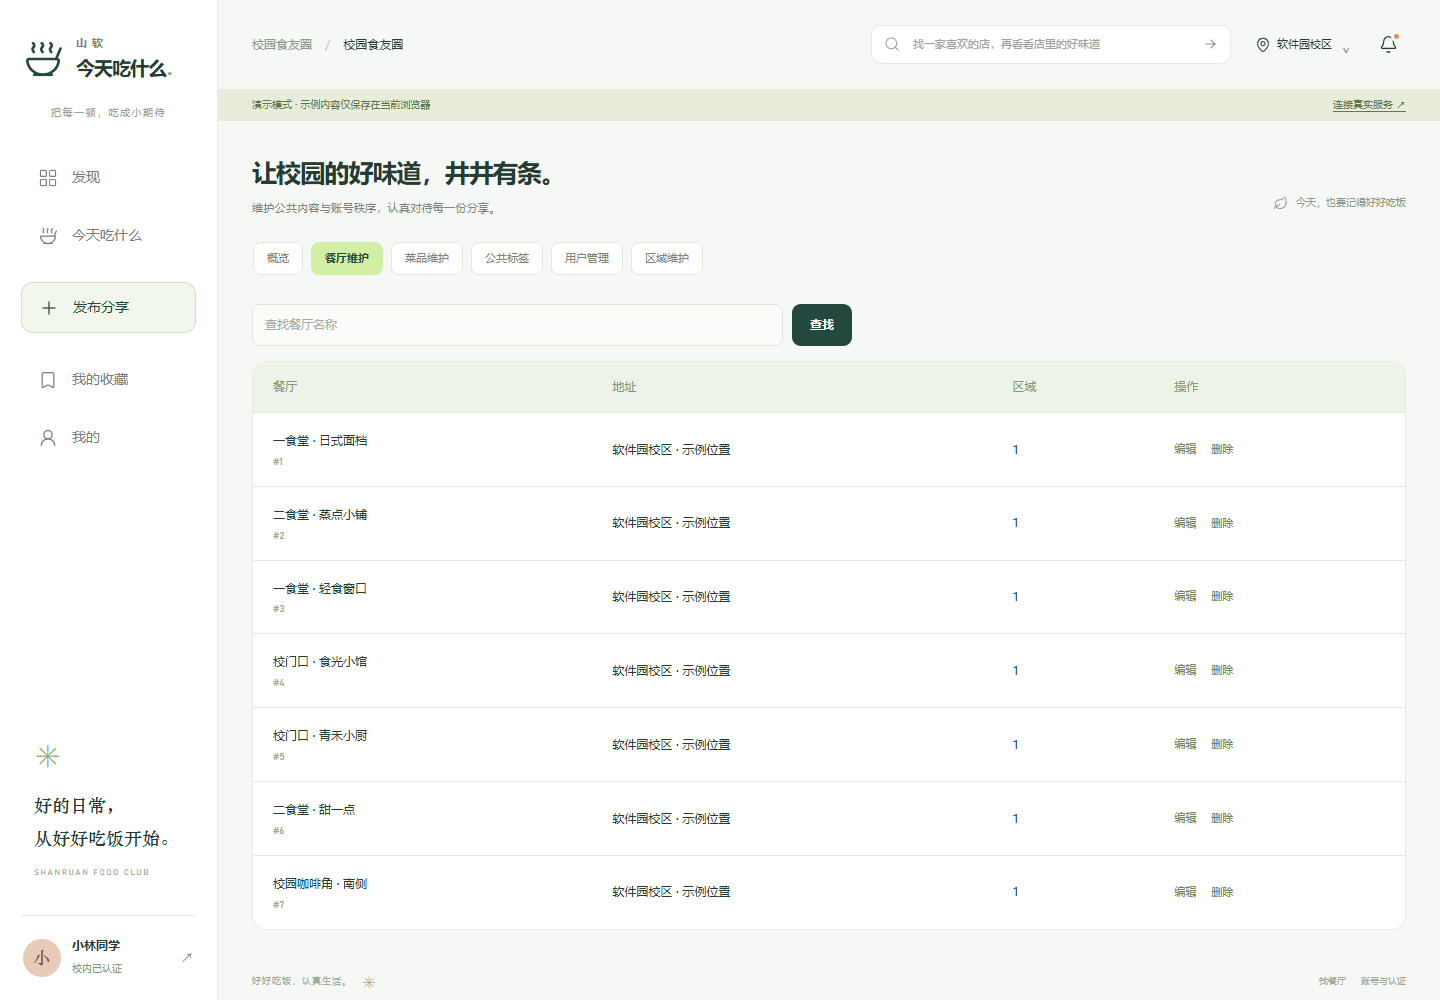 山 软
今天吃什么.
把每一顿，吃成小期待
发现
今天吃什么
发布分享
我的收藏
我的
好的日常，
从好好吃饭开始。
SHANRUAN FOOD CLUB
小
小林同学
校内已认证
校园食友圈 / 校园食友圈
找一家喜欢的店，再看看店里的好味道
软件园校区
演示模式 · 示例内容仅保存在当前浏览器
连接真实服务 ↗
让校园的好味道，井井有条。
维护公共内容与账号秩序，认真对待每一份分享。
今天，也要记得好好吃饭
概览 餐厅维护 菜品维护 公共标签 用户管理 区域维护
查找餐厅名称 查找
餐厅 地址 区域 操作
一食堂 · 日式面档
#1
软件园校区 · 示例位置 1 编辑 删除
二食堂 · 蒸点小铺
#2
软件园校区 · 示例位置 1 编辑 删除
一食堂 · 轻食窗口
#3
软件园校区 · 示例位置 1 编辑 删除
校门口 · 食光小馆
#4
软件园校区 · 示例位置 1 编辑 删除
校门口 · 青禾小厨
#5
软件园校区 · 示例位置 1 编辑 删除
二食堂 · 甜一点
#6
软件园校区 · 示例位置 1 编辑 删除
校园咖啡角 · 南侧
#7
软件园校区 · 示例位置 1 编辑 删除
好好吃饭，认真生活。
找餐厅 账号与认证